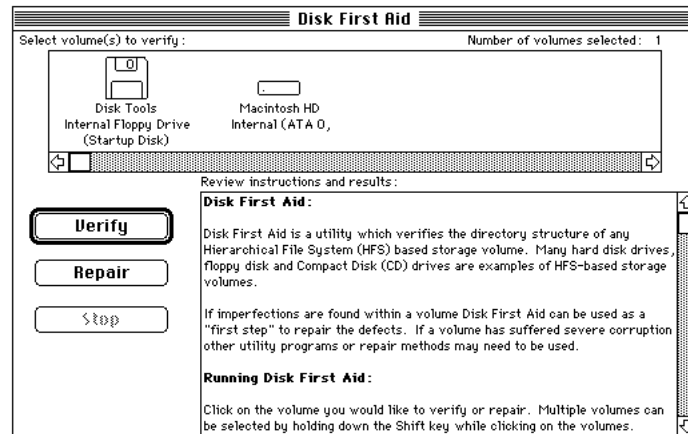 Disk First Aid
Select volume(s) to verify: Number of volumes selected: 1
Disk Tools
Internal Floppy Drive
(Startup Disk)
Macintosh HD
Internal (ATA 0,
Review instructions and results:
Verify
Repair
Stop
Disk First Aid:
Disk First Aid is a utility which verifies the directory structure of any
Hierarchical File System (HFS) based storage volume. Many hard disk drives,
floppy disk and Compact Disk (CD) drives are examples of HFS-based storage
volumes.
If imperfections are found within a volume Disk First Aid can be used as a
"first step" to repair the defects. If a volume has suffered severe corruption
other utility programs or repair methods may need to be used.
Running Disk First Aid:
Click on the volume you would like to verify or repair. Multiple volumes can
be selected by holding down the Shift key while clicking on the volumes.